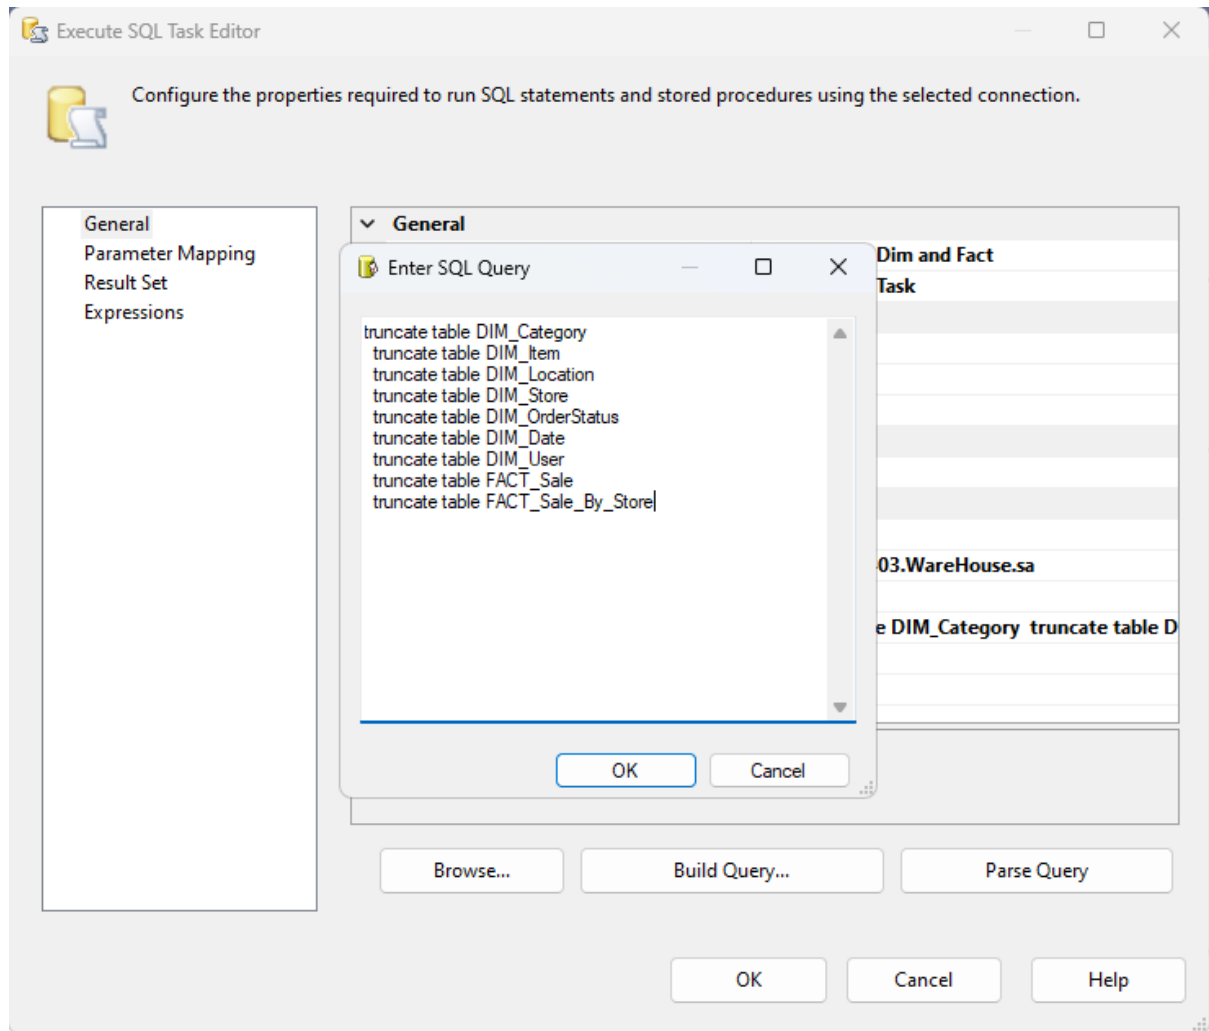 Execute SQL Task Editor
Configure the properties required to run SQL statements and stored procedures using the selected connection.
General
Parameter Mapping
Result Set
Expressions
General
Dim and Fact
Task
03.WareHouse.sa
e DIM_Category truncate table D
Enter SQL Query
truncate table DIM_Category
truncate table DIM_Item
truncate table DIM_Location
truncate table DIM_Store
truncate table DIM_OrderStatus
truncate table DIM_Date
truncate table DIM_User
truncate table FACT_Sale
truncate table FACT_Sale_By_Store
OK Cancel
Browse... Build Query... Parse Query
OK Cancel Help